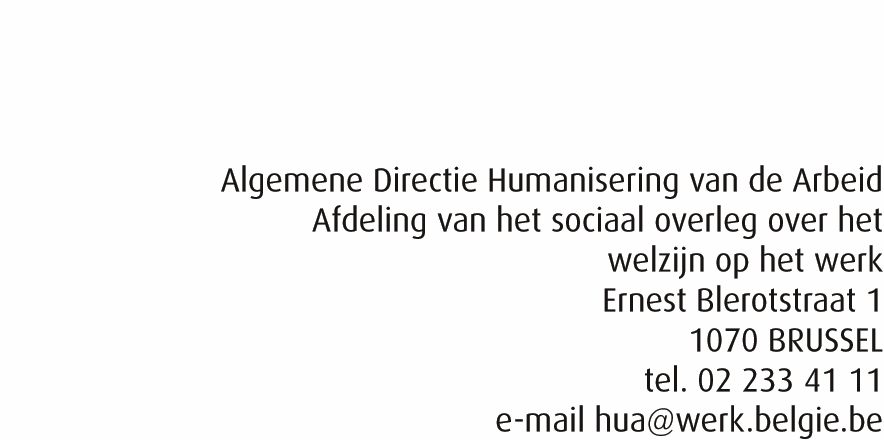 Algemene Directie Humanisering van de Arbeid
Afdeling van het sociaal overleg over het
welzijn op het werk
Ernest Blerotstraat 1
1070 BRUSSEL
tel. 02 233 41 11
e-mail hua@werk.belgie.be